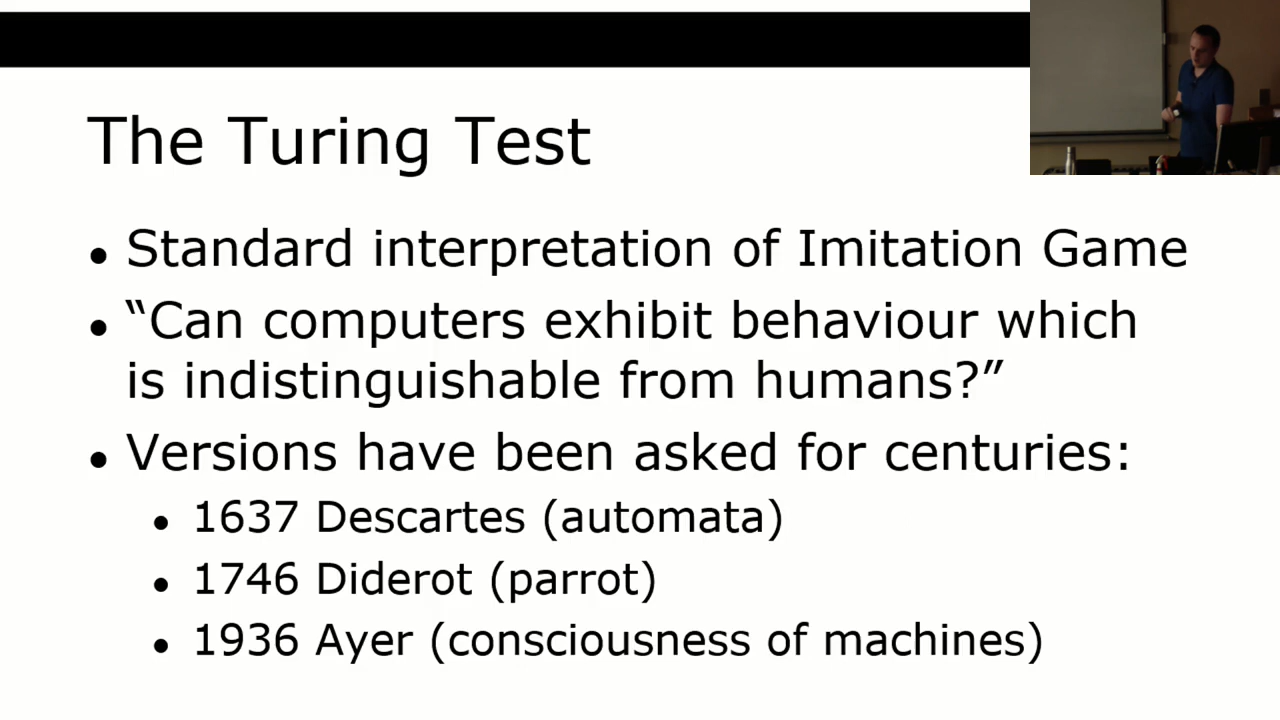 The Turing Test
• Standard interpretation of Imitation Game
• “Can computers exhibit behaviour which
is indistinguishable from humans?”
• Versions have been asked for centuries:
• 1637 Descartes (automata)
• 1746 Diderot (parrot)
• 1936 Ayer (consciousness of machines)